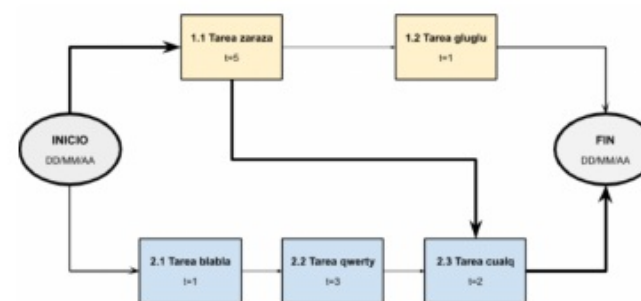 1.1 Tarea zaraza
t=5
1.2 Tarea gluglu
t=1
INICIO
DD/MM/AA
FIN
DD/MM/AA
2.1 Tarea blabla
t=1
2.2 Tarea qwerty
t=3
2.3 Tarea cualq
t=2